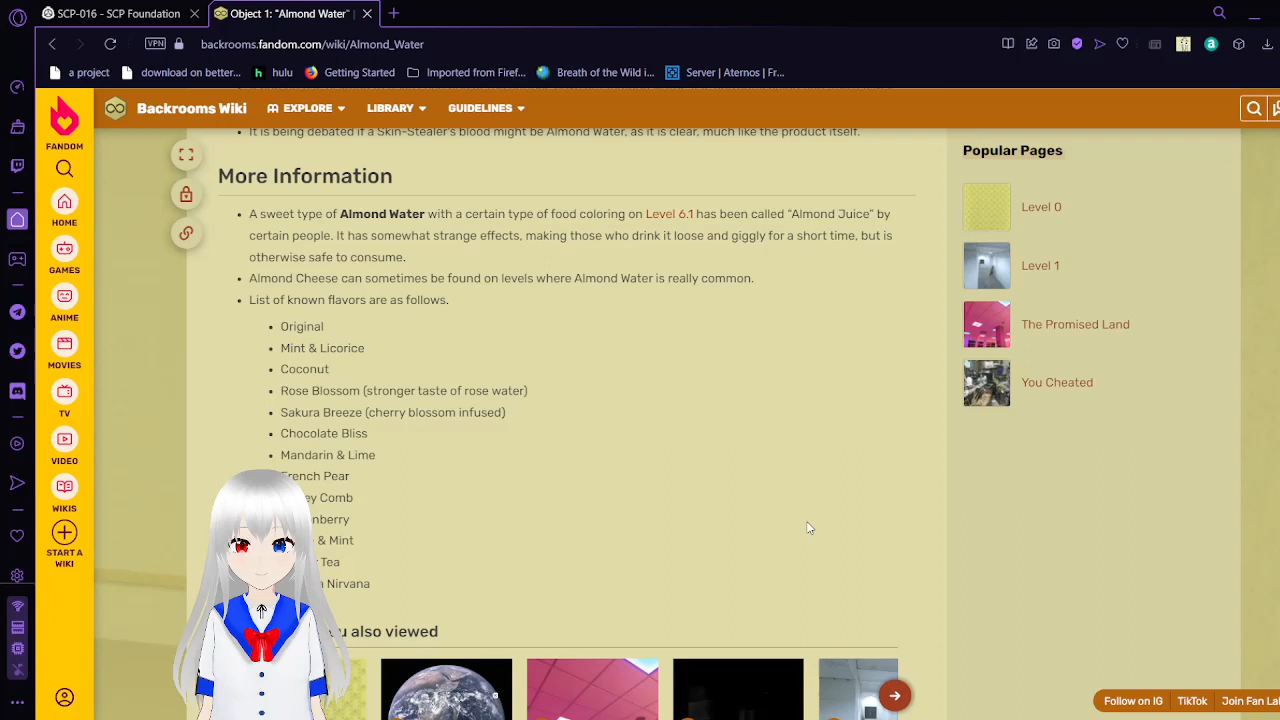 SCP-016 - SCP Foundation
Object 1: "Almond Water"
VPN
backrooms.fandom.com/wiki/Almond_Water
a project
download on better...
hulu
Getting Started
Imported from Firef...
Breath of the Wild i...
Server | Aternos | Fr...
FANDOM
HOME
GAMES
ANIME
MOVIES
TV
VIDEO
WIKIS
START A
WIKI
Backrooms Wiki
EXPLORE
LIBRARY
GUIDELINES
It is being debated if a Skin-Stealer's blood might be Almond Water, as it is clear, much like the product itself.
More Information
A sweet type of Almond Water with a certain type of food coloring on Level 6.1 has been called “Almond Juice” by
certain people. It has somewhat strange effects, making those who drink it loose and giggly for a short time, but is
otherwise safe to consume.
Almond Cheese can sometimes be found on levels where Almond Water is really common.
List of known flavors are as follows.
Original
Mint & Licorice
Coconut
Rose Blossom (stronger taste of rose water)
Sakura Breeze (cherry blossom infused)
Chocolate Bliss
Mandarin & Lime
French Pear
Comb
& Mint
Tea
Nirvana
also viewed
Popular Pages
Level 0
Level 1
The Promised Land
You Cheated
Follow on IG
TikTok
Join Fan La